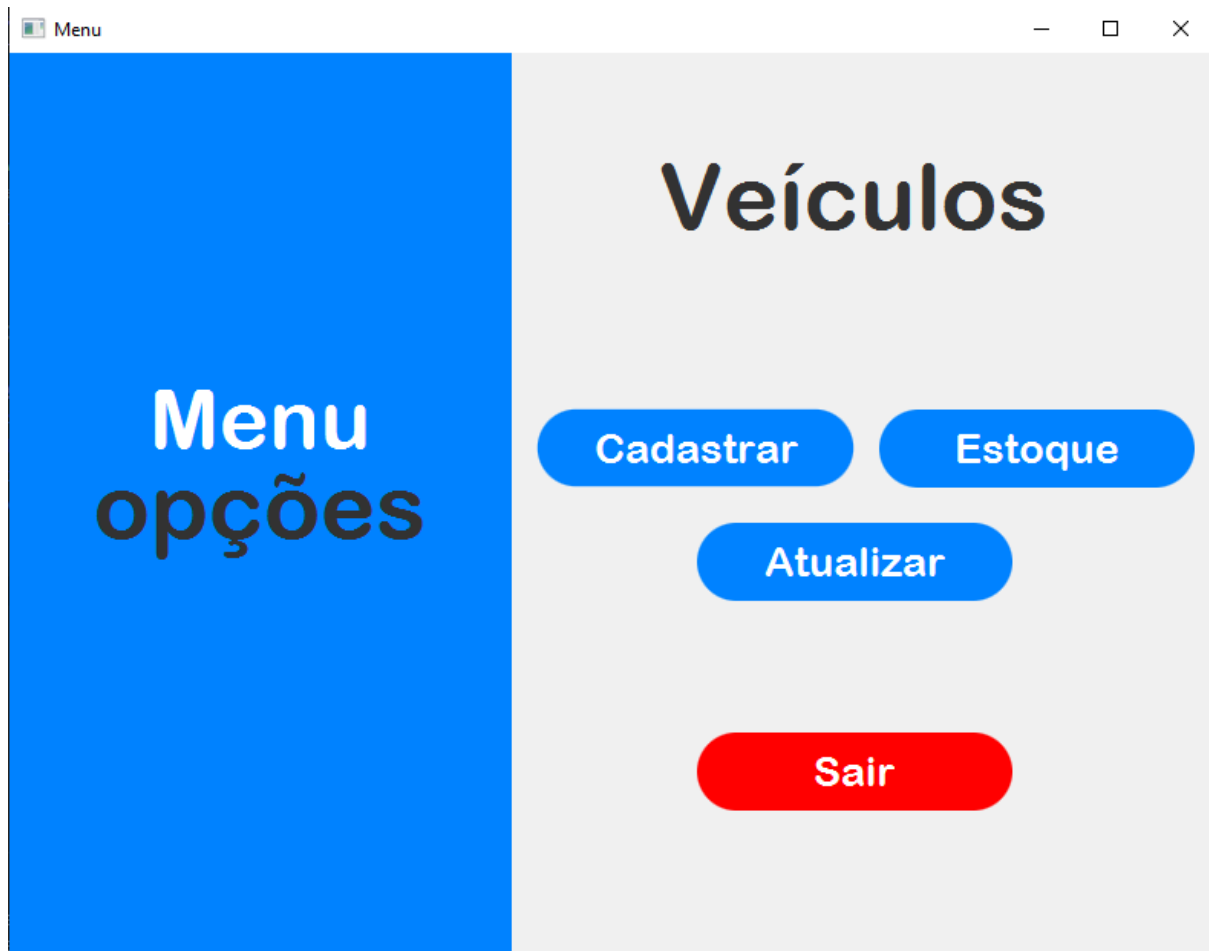 Menu
Menu
opções
Veículos
Cadastrar
Estoque
Atualizar
Sair